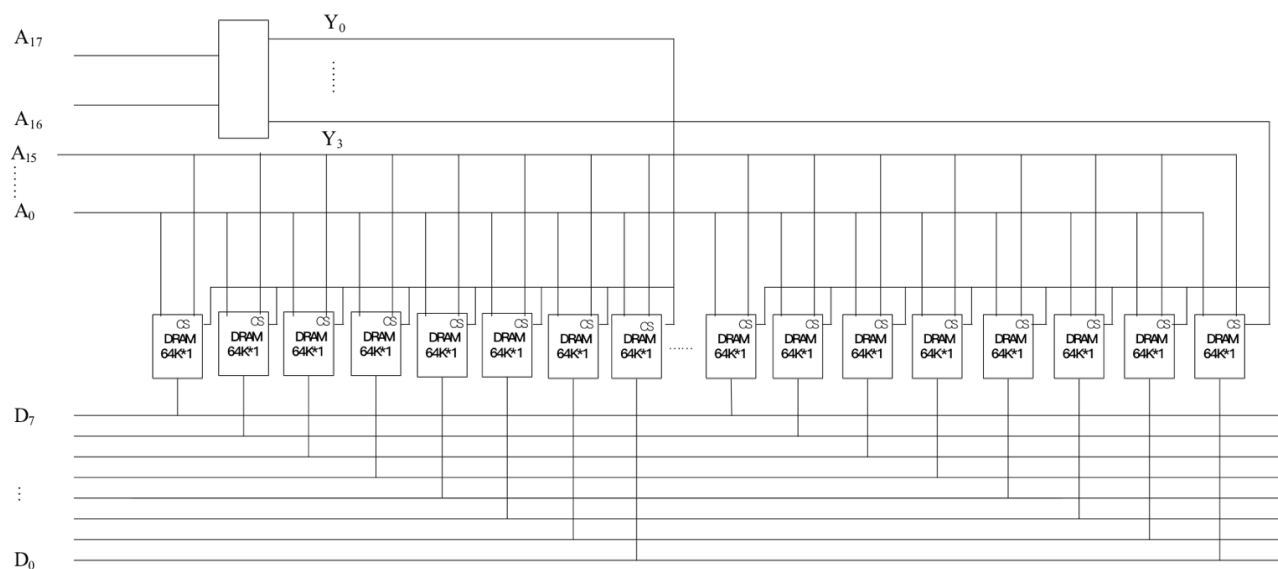 A17
Y0
......
A16
Y3
A15
......
A0
CS CS CS CS CS CS CS CS CS CS CS CS CS CS CS CS
DRAM DRAM DRAM DRAM DRAM DRAM DRAM DRAM DRAM DRAM DRAM DRAM DRAM DRAM DRAM DRAM
64K*1 64K*1 64K*1 64K*1 64K*1 64K*1 64K*1 64K*1 ...... 64K*1 64K*1 64K*1 64K*1 64K*1 64K*1 64K*1 64K*1
D7
...
D0